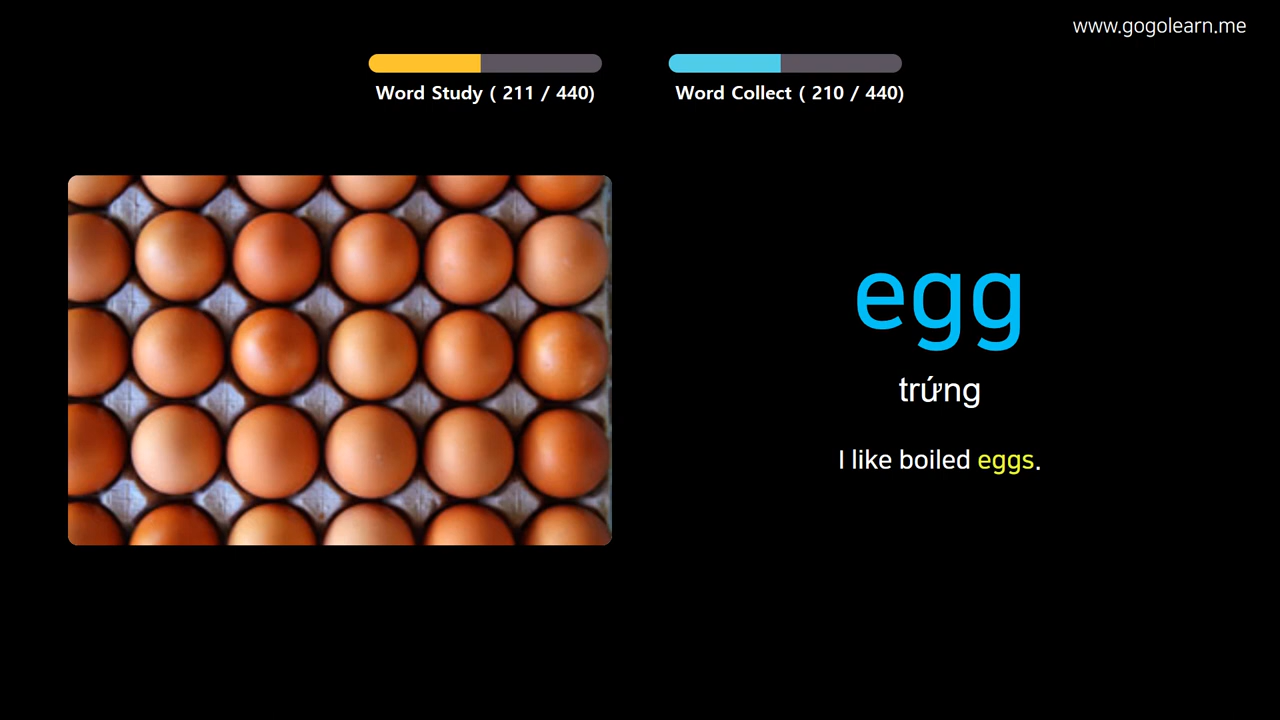 www.gogolearn.me
Word Study ( 211 / 440)
Word Collect ( 210 / 440)
egg
trứng
I like boiled eggs.